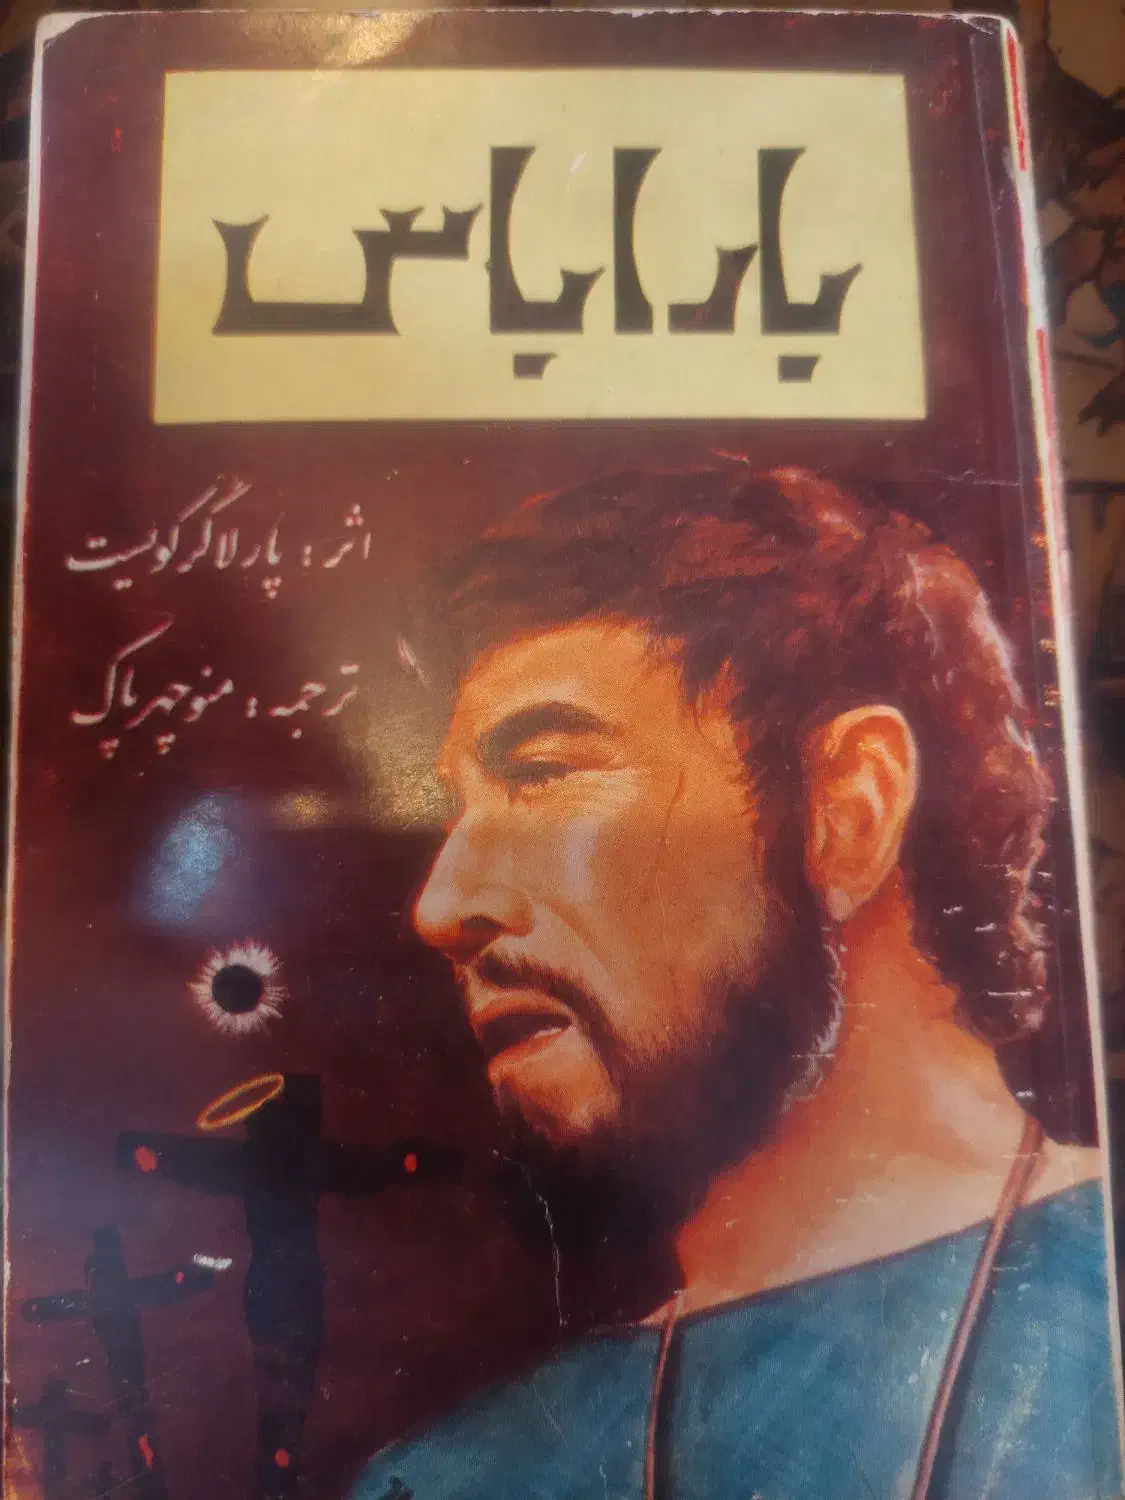 باراباس
اثر: پار لاگرکویست
ترجمه: منوچهر پاک